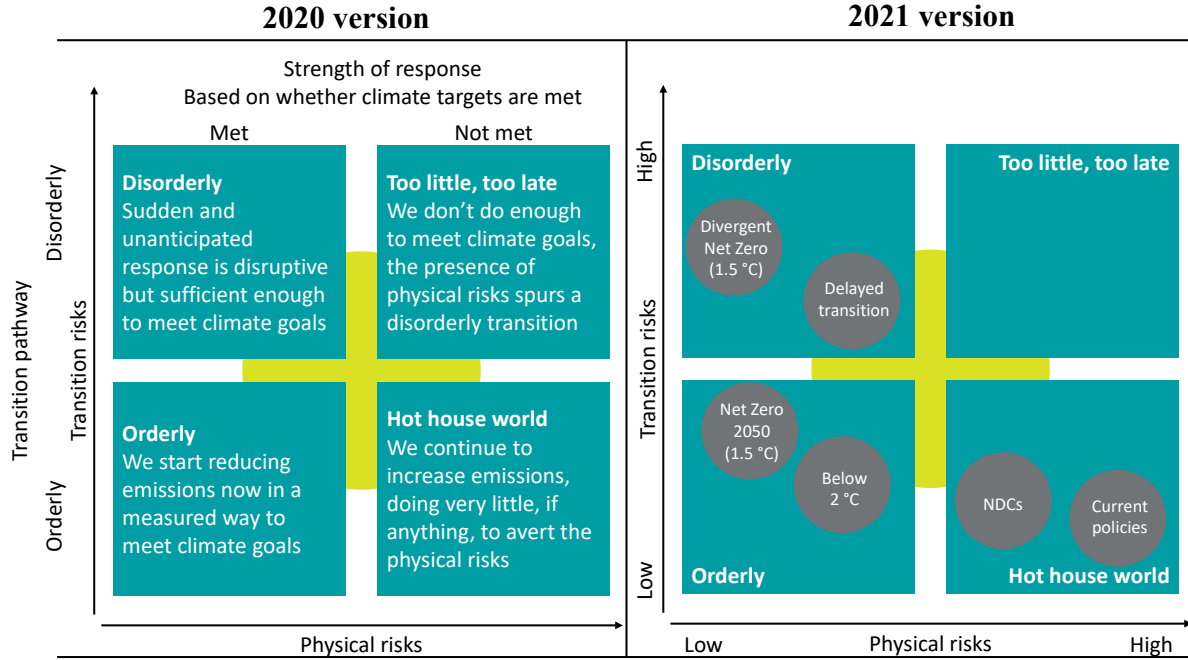 2020 version
Strength of response
Based on whether climate targets are met
Met
Not met
Transition pathway
Disorderly
Orderly
Transition risks
Disorderly
Sudden and
unanticipated
response is disruptive
but sufficient enough
to meet climate goals
Too little, too late
We don’t do enough
to meet climate goals,
the presence of
physical risks spurs a
disorderly transition
Orderly
We start reducing
emissions now in a
measured way to
meet climate goals
Hot house world
We continue to
increase emissions,
doing very little, if
anything, to avert the
physical risks
Physical risks
2021 version
High
Transition risks
Low
Disorderly
Divergent
Net Zero
(1.5 °C)
Delayed
transition
Too little, too late
Net Zero
2050
(1.5 °C)
Below
2 °C
Orderly
NDCs
Current
policies
Hot house world
Low
Physical risks
High